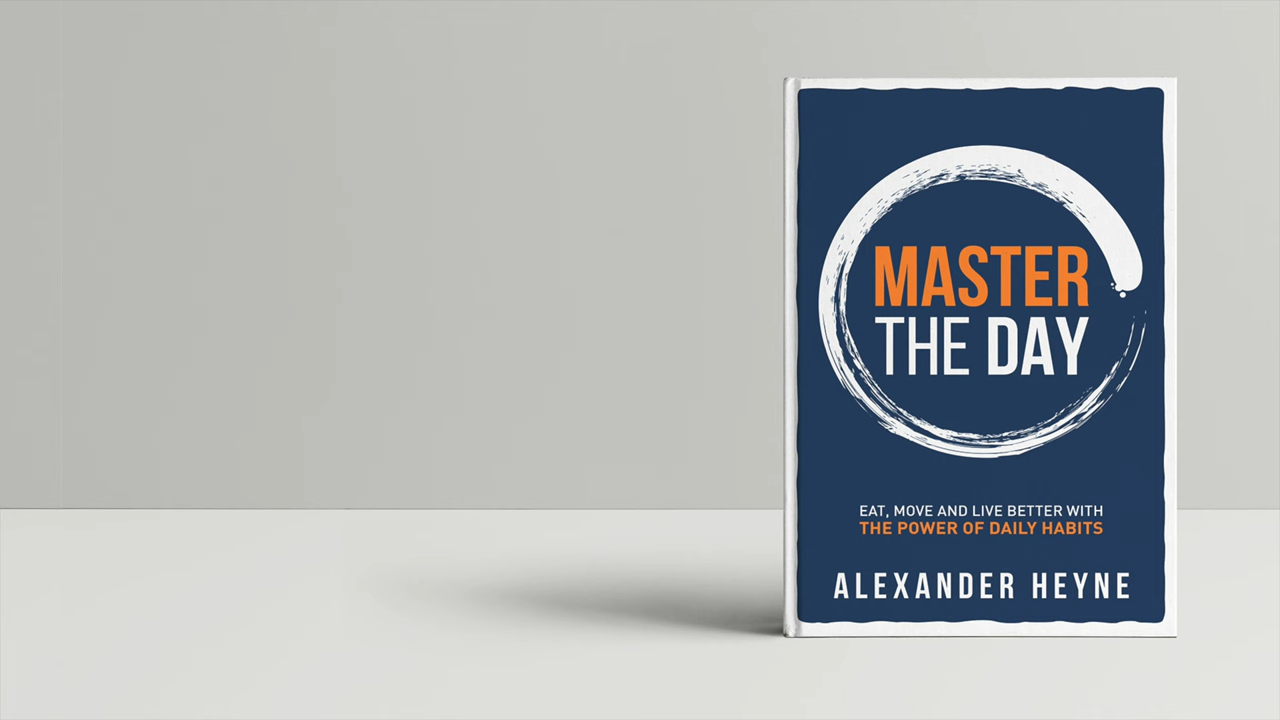 MASTER
THE DAY
EAT, MOVE AND LIVE BETTER WITH
THE POWER OF DAILY HABITS
ALEXANDER HEYNE